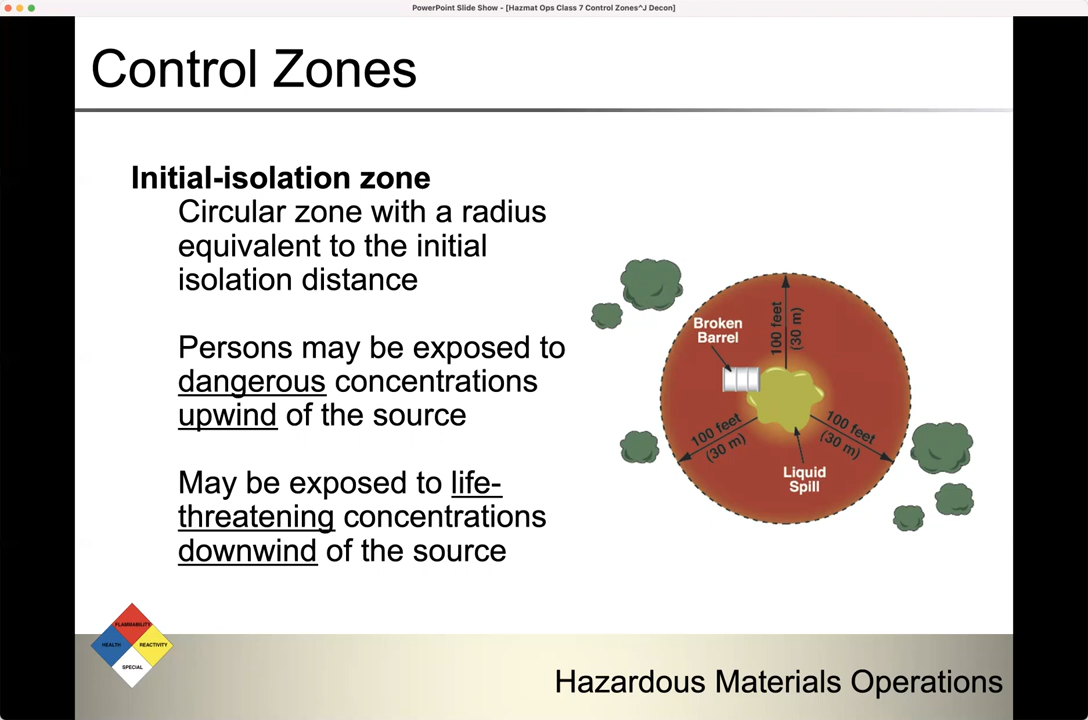 PowerPoint Slide Show - [Hazmat Ops Class 7 Control Zones^J Decon]
Control Zones
Initial-isolation zone
Circular zone with a radius
equivalent to the initial
isolation distance
Persons may be exposed to
dangerous concentrations
upwind of the source
May be exposed to life-
threatening concentrations
downwind of the source
Broken
Barrel
100 feet
(30 m)
100 feet
(30 m)
100 feet
(30 m)
Liquid
Spill
FLAMMABILITY
HEALTH
REACTIVITY
SPECIAL
Hazardous Materials Operations